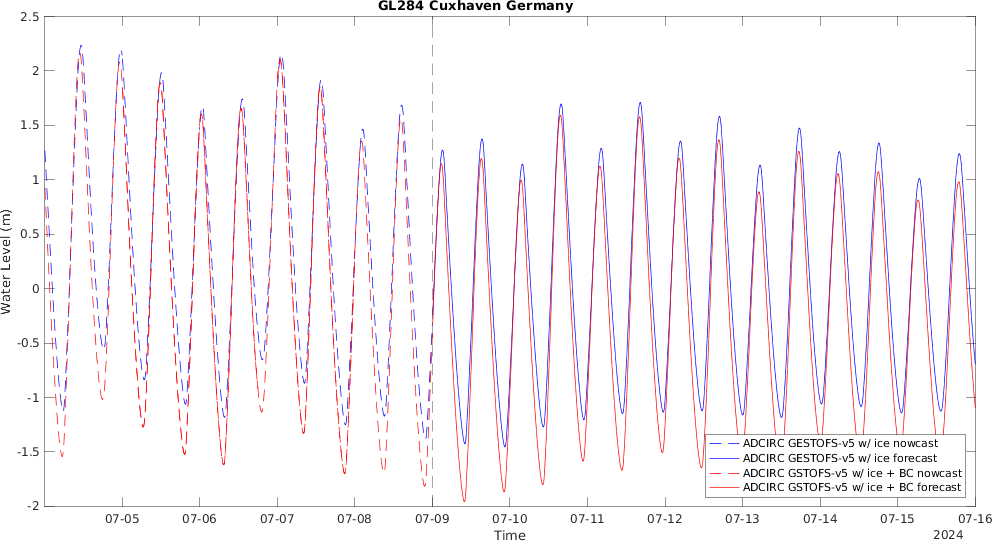 GL284 Cuxhaven Germany
2.5
2
1.5
1
0.5
0
-0.5
-1
-1.5
-2
Water Level (m)
ADCIRC GESTOFS-v5 w/ ice nowcast
ADCIRC GESTOFS-v5 w/ ice forecast
ADCIRC GSTOFS-v5 w/ ice + BC nowcast
ADCIRC GSTOFS-v5 w/ ice + BC forecast
07-05 07-06 07-07 07-08 07-09 07-10 07-11 07-12 07-13 07-14 07-15 07-16
Time
2024